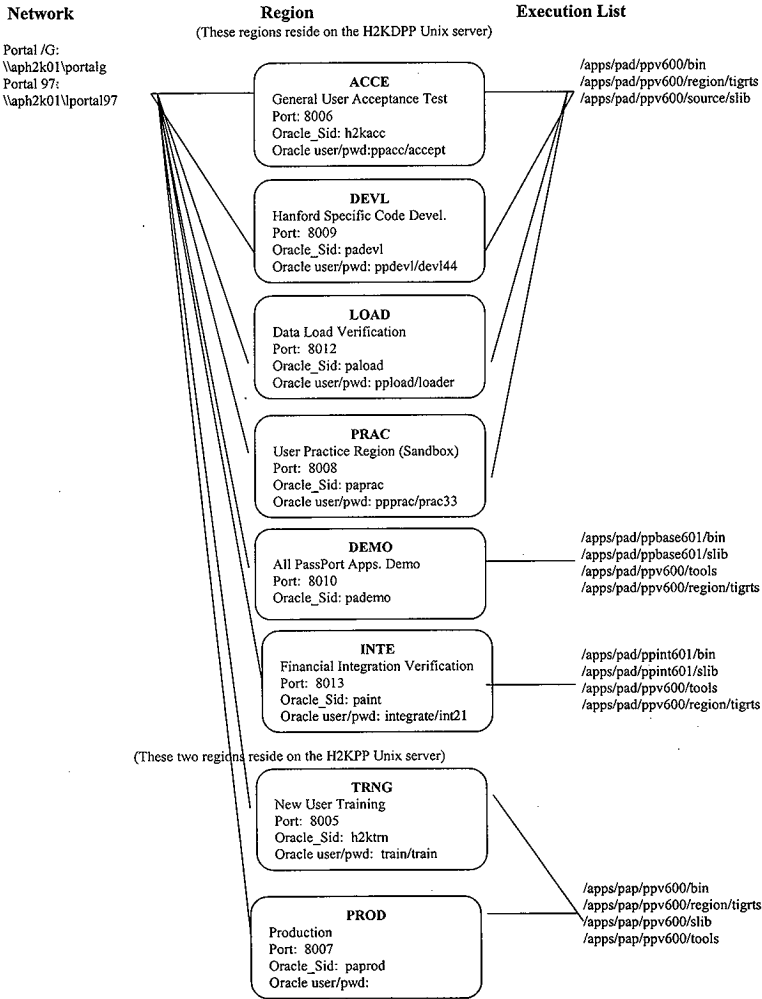 Network
Region
Execution List
(These regions reside on the H2KDPP Unix server)
Portal /G:
\\aph2k01\portalg
Portal 97:
\\aph2k01\lportal97
ACCE
General User Acceptance Test
Port: 8006
Oracle_Sid: h2kacc
Oracle user/pwd:ppacc/accept
/apps/pad/ppv600/bin
/apps/pad/ppv600/region/tigrts
/apps/pad/ppv600/source/slib
DEVL
Hanford Specific Code Devel.
Port: 8009
Oracle_Sid: padevl
Oracle user/pwd: ppdevl/devl44
LOAD
Data Load Verification
Port: 8012
Oracle_Sid: paload
Oracle user/pwd: ppload/loader
PRAC
User Practice Region (Sandbox)
Port: 8008
Oracle_Sid: paprac
Oracle user/pwd: ppprac/prac33
DEMO
All PassPort Apps. Demo
Port: 8010
Oracle_Sid: pademo
/apps/pad/ppbase601/bin
/apps/pad/ppbase601/slib
/apps/pad/ppv600/tools
/apps/pad/ppv600/region/tigrts
INTE
Financial Integration Verification
Port: 8013
Oracle_Sid: paint
Oracle user/pwd: integrate/int21
/apps/pad/ppint601/bin
/apps/pad/ppint601/slib
/apps/pad/ppv600/tools
/apps/pad/ppv600/region/tigrts
(These two regions reside on the H2KPP Unix server)
TRNG
New User Training
Port: 8005
Oracle_Sid: h2ktrn
Oracle user/pwd: train/train
PROD
Production
Port: 8007
Oracle_Sid: paprod
Oracle user/pwd:
/apps/pap/ppv600/bin
/apps/pap/ppv600/region/tigrts
/apps/pap/ppv600/slib
/apps/pap/ppv600/tools